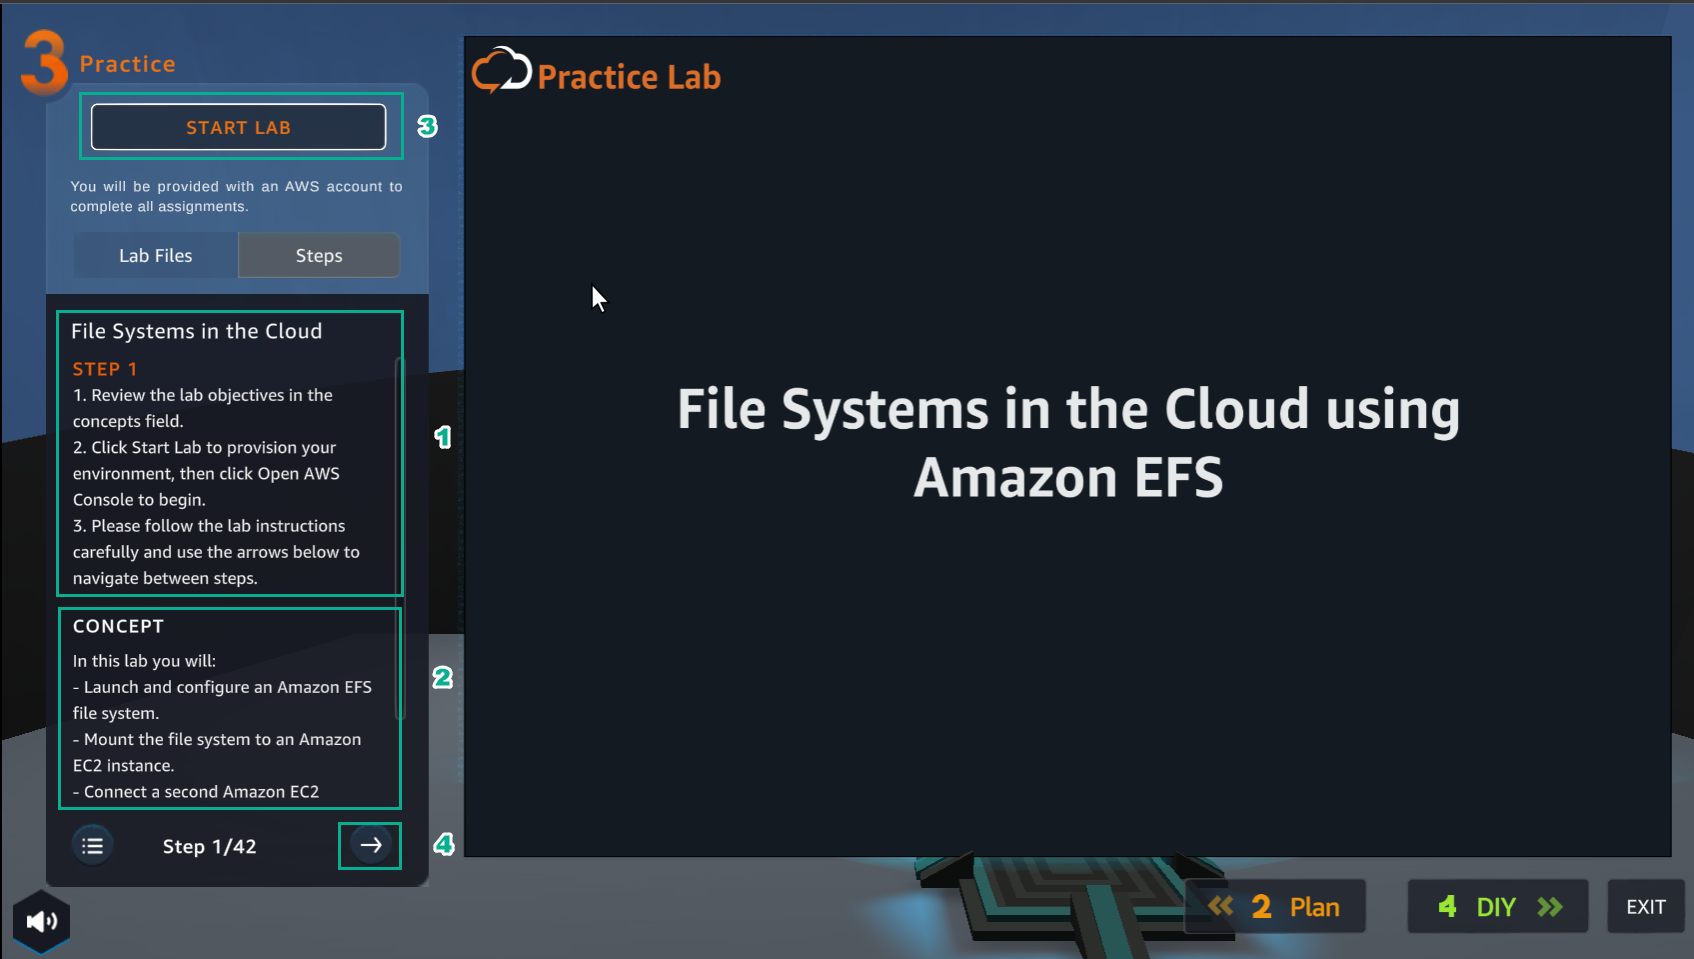 3 Practice
START LAB
3
You will be provided with an AWS account to
complete all assignments.
Lab Files
Steps
File Systems in the Cloud
STEP 1
1. Review the lab objectives in the
concepts field.
2. Click Start Lab to provision your
environment, then click Open AWS
Console to begin.
3. Please follow the lab instructions
carefully and use the arrows below to
navigate between steps.
1
CONCEPT
In this lab you will:
- Launch and configure an Amazon EFS
file system.
- Mount the file system to an Amazon
EC2 instance.
- Connect a second Amazon EC2
2
Step 1/42
4
Practice Lab
File Systems in the Cloud using
Amazon EFS
2 Plan
4 DIY
EXIT